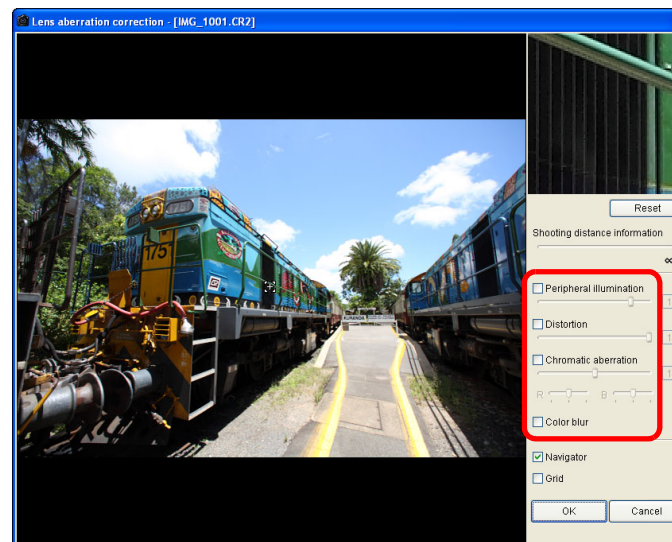 Lens aberration correction - [IMG_1001.CR2]
175
KURANDA
Reset
Shooting distance information
∞
Peripheral illumination
Distortion
Chromatic aberration
R B
Color blur
Navigator
Grid
OK Cancel